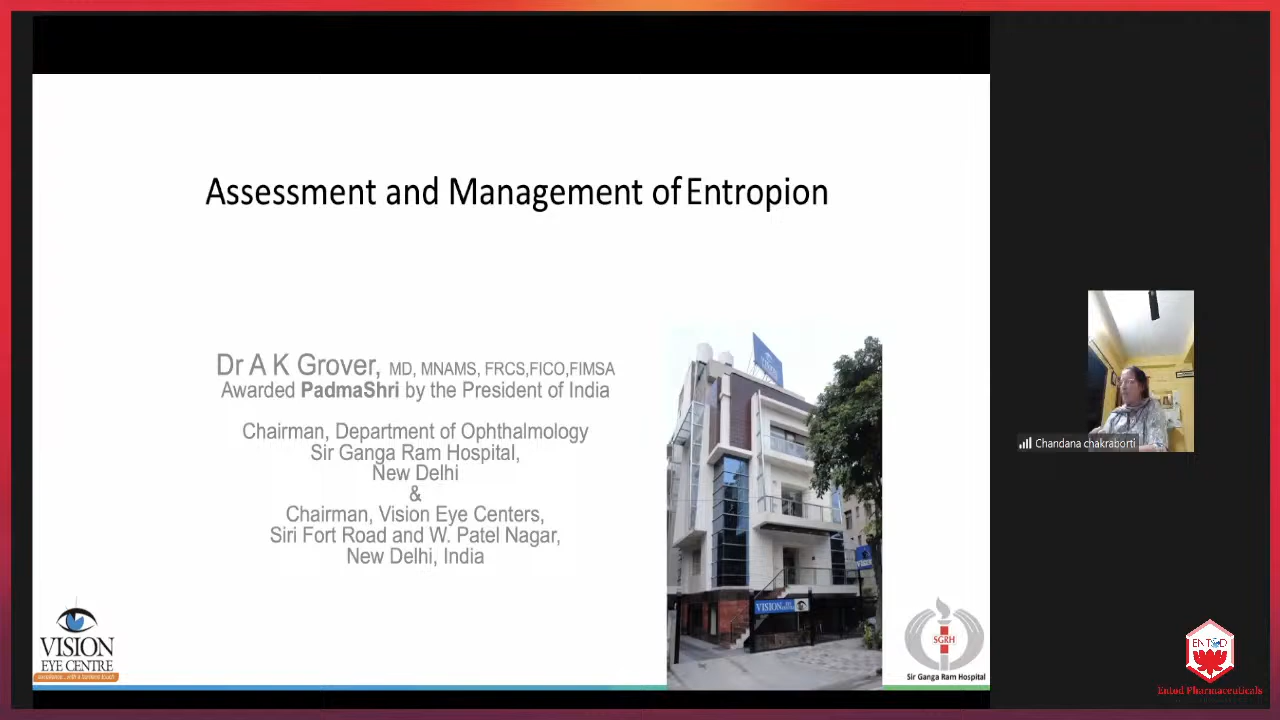 Assessment and Management of Entropion
Dr A K Grover, MD, MNAMS, FRCS,FICO,FIMSA
Awarded PadmaShri by the President of India
Chairman, Department of Ophthalmology
Sir Ganga Ram Hospital,
New Delhi
&
Chairman, Vision Eye Centers,
Siri Fort Road and W. Patel Nagar,
New Delhi, India
VISION
EYE CENTRE
VISION
SGRH
Sir Ganga Ram Hospital
Chandana chakraborti
ENTOD
Entod Pharmaceuticals